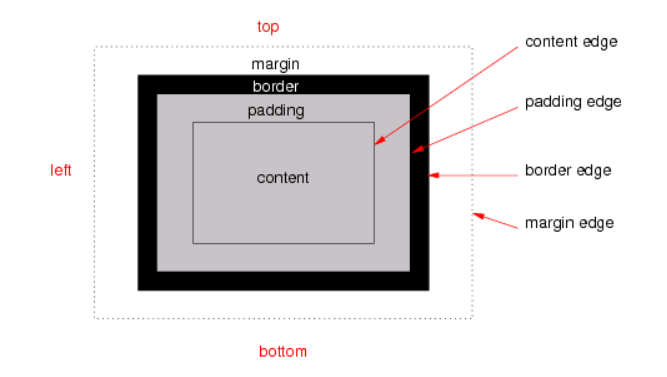 top
content edge
margin
border
padding edge
padding
left
content
border edge
margin edge
bottom